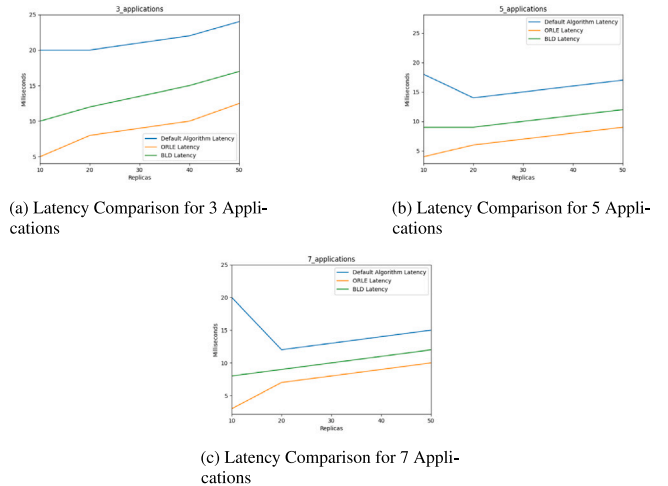 3_applications
25
20
15
10
5
Milliseconds
Default Algorithm Latency
ORLE Latency
BLD Latency
10 20 30 40 50
Replicas
(a) Latency Comparison for 3 Appli-
cations
5_applications
25
20
15
10
5
Milliseconds
Default Algorithm Latency
ORLE Latency
BLD Latency
10 20 30 40 50
Replicas
(b) Latency Comparison for 5 Appli-
cations
7_applications
25
20
15
10
5
Milliseconds
Default Algorithm Latency
ORLE Latency
BLD Latency
10 20 30 40 50
Replicas
(c) Latency Comparison for 7 Appli-
cations